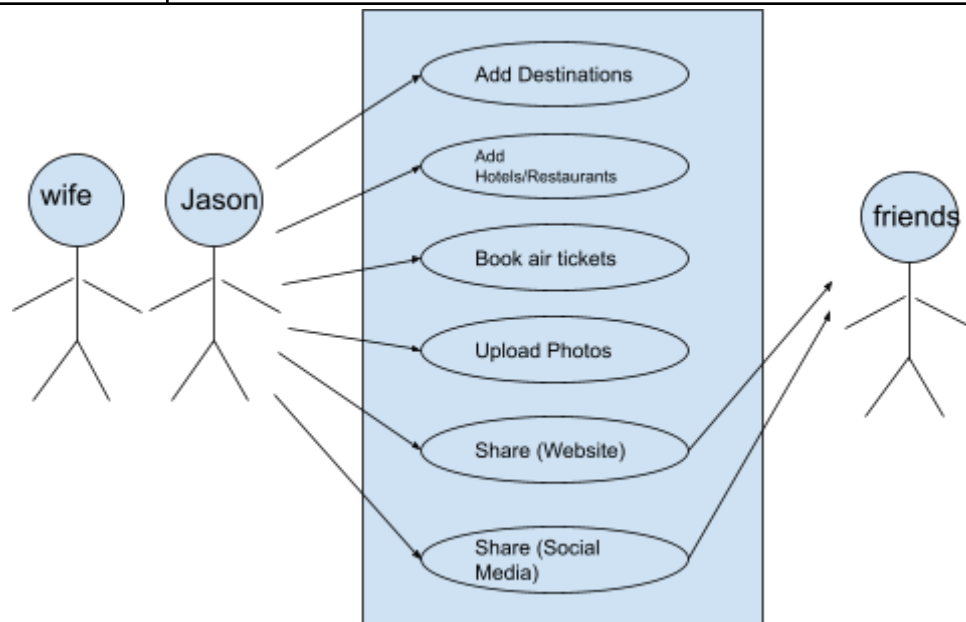 wife
Jason
Add Destinations
Add
Hotels/Restaurants
Book air tickets
Upload Photos
Share (Website)
Share (Social
Media)
friends